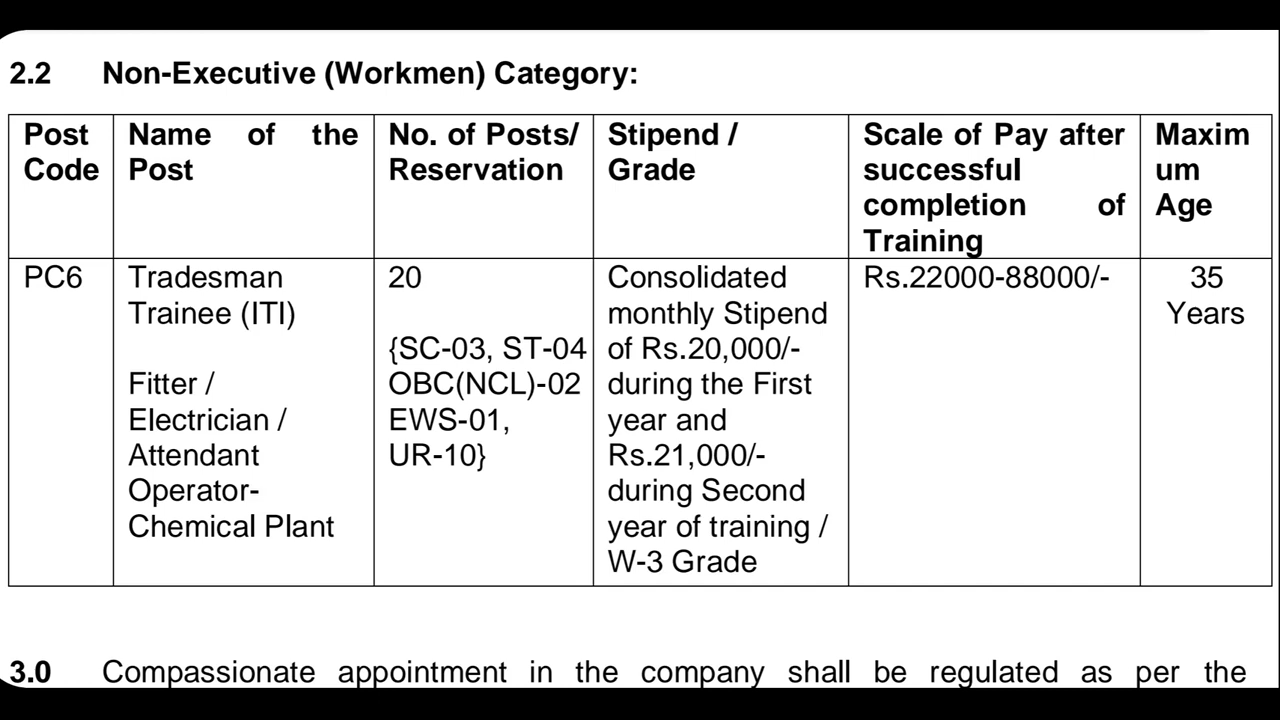 2.2 Non-Executive (Workmen) Category:
Post Code
Name of the Post
No. of Posts/ Reservation
Stipend / Grade
Scale of Pay after successful completion of Training
Maxim um Age
PC6
Tradesman
Trainee (ITI)
Fitter /
Electrician /
Attendant
Operator-
Chemical Plant
20
{SC-03, ST-04
OBC(NCL)-02
EWS-01,
UR-10}
Consolidated
monthly Stipend
of Rs.20,000/-
during the First
year and
Rs.21,000/-
during Second
year of training /
W-3 Grade
Rs.22000-88000/-
35
Years
3.0 Compassionate appointment in the company shall be regulated as per the